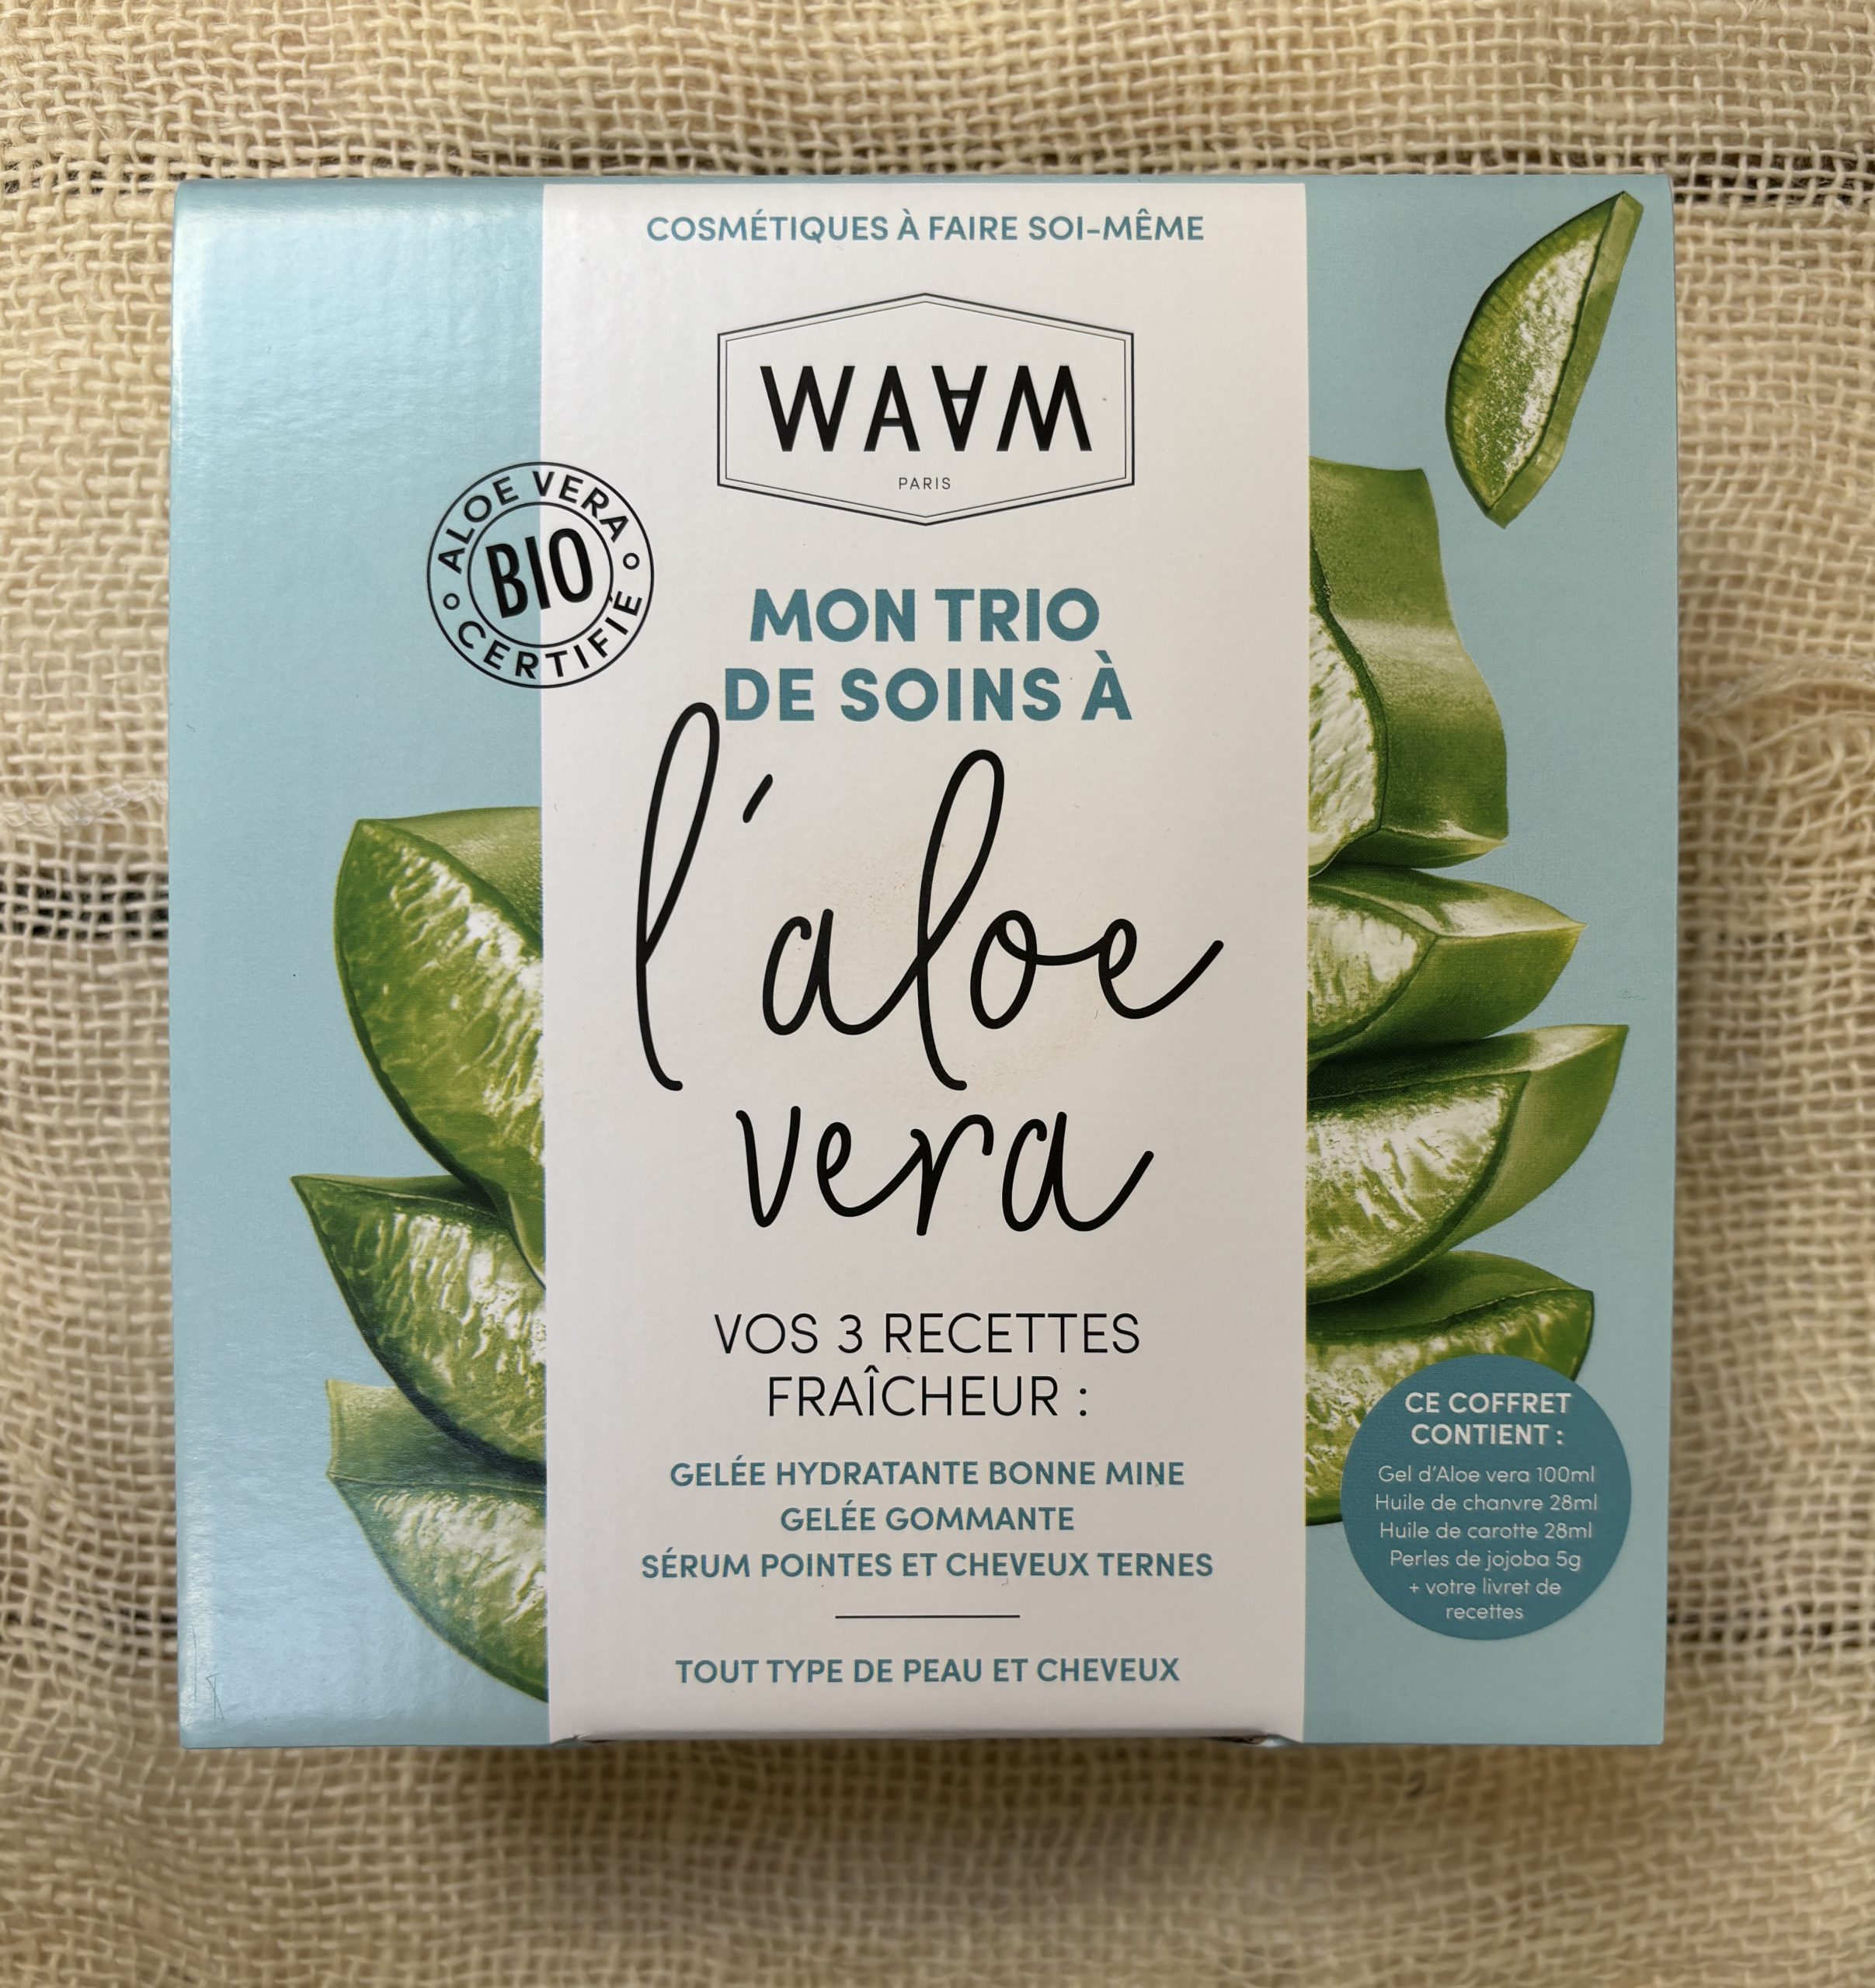 COSMÉTIQUES À FAIRE SOI-MÊME
WAAM
PARIS
ALOE VERA
BIO
CERTIFIÉ
MON TRIO
DE SOINS À
l'aloe
vera
VOS 3 RECETTES
FRAÎCHEUR :
GELÉE HYDRATANTE BONNE MINE
GELÉE GOMMANTE
SÉRUM POINTES ET CHEVEUX TERNES
TOUT TYPE DE PEAU ET CHEVEUX
CE COFFRET
CONTIENT :
Gel d'Aloe vera 100ml
Huile de chanvre 28ml
Huile de carotte 28ml
Perles de jojoba 5g
+ votre livret de
recettes